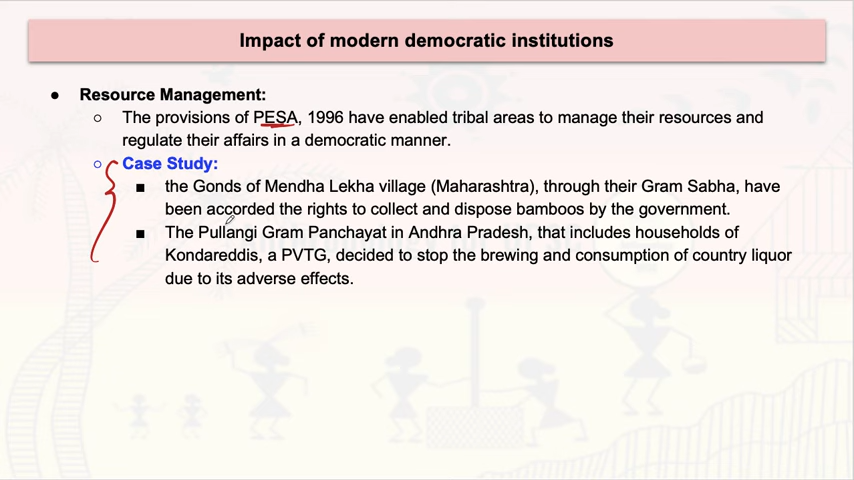 Impact of modern democratic institutions
● Resource Management:
○ The provisions of PESA, 1996 have enabled tribal areas to manage their resources and
regulate their affairs in a democratic manner.
○ Case Study:
■ the Gonds of Mendha Lekha village (Maharashtra), through their Gram Sabha, have
been accorded the rights to collect and dispose bamboos by the government.
■ The Pullangi Gram Panchayat in Andhra Pradesh, that includes households of
Kondareddis, a PVTG, decided to stop the brewing and consumption of country liquor
due to its adverse effects.